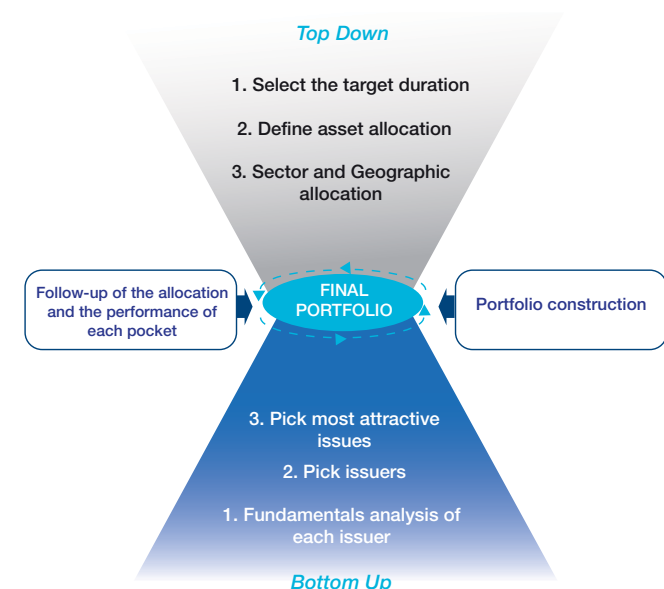 Top Down
1. Select the target duration
2. Define asset allocation
3. Sector and Geographic
allocation
Follow-up of the allocation
and the performance of
each pocket
FINAL
PORTFOLIO
Portfolio construction
3. Pick most attractive
issues
2. Pick issuers
1. Fundamentals analysis of
each issuer
Bottom Up